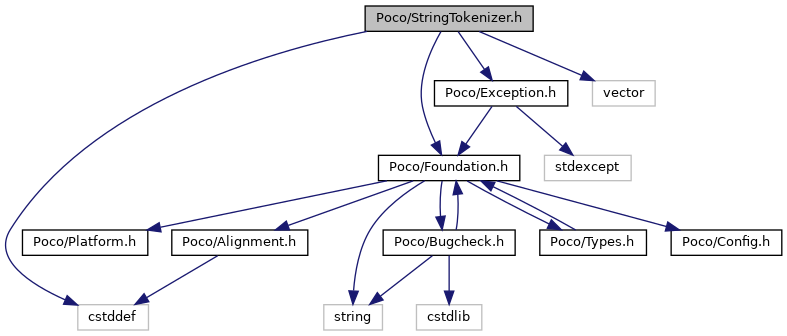 Poco/StringTokenizer.h
Poco/Exception.h
vector
Poco/Foundation.h
stdexcept
Poco/Platform.h
Poco/Alignment.h
Poco/Bugcheck.h
Poco/Types.h
Poco/Config.h
cstddef
string
cstdlib